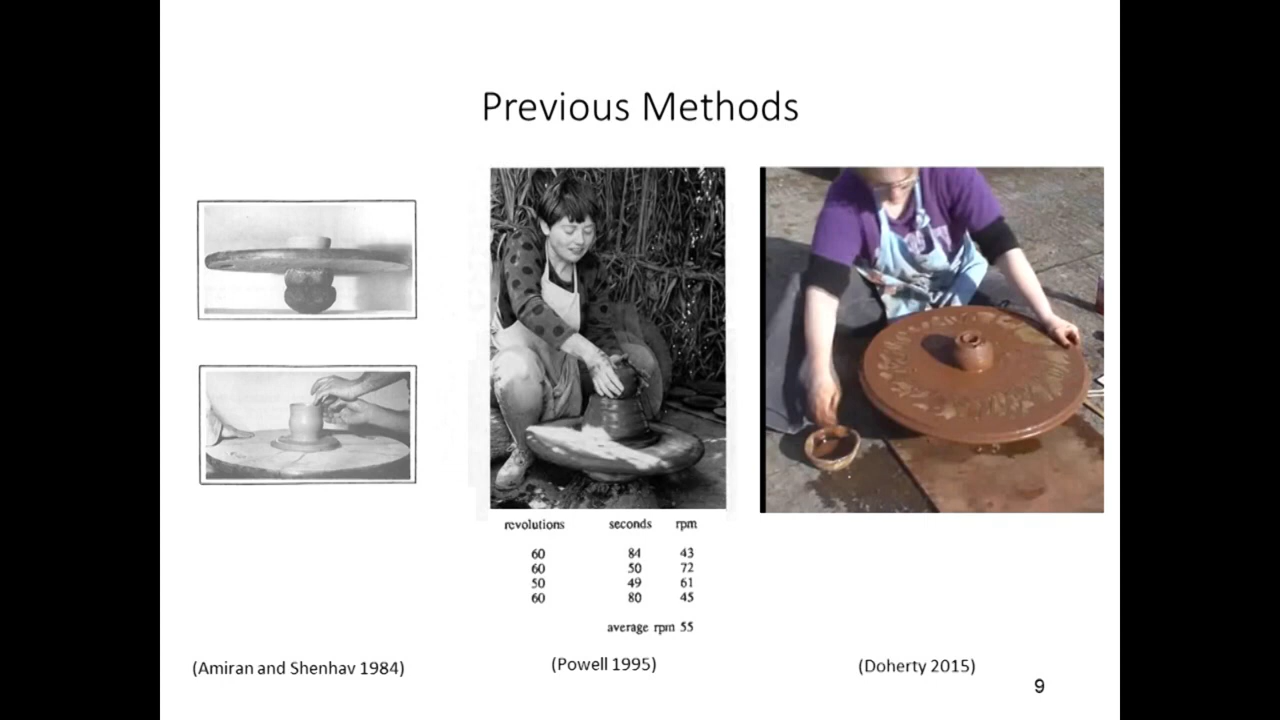 Previous Methods
revolutions seconds rpm
60 84 43
60 50 72
50 49 61
60 80 45
average rpm 55
(Amiran and Shenhav 1984)
(Powell 1995)
(Doherty 2015)
9